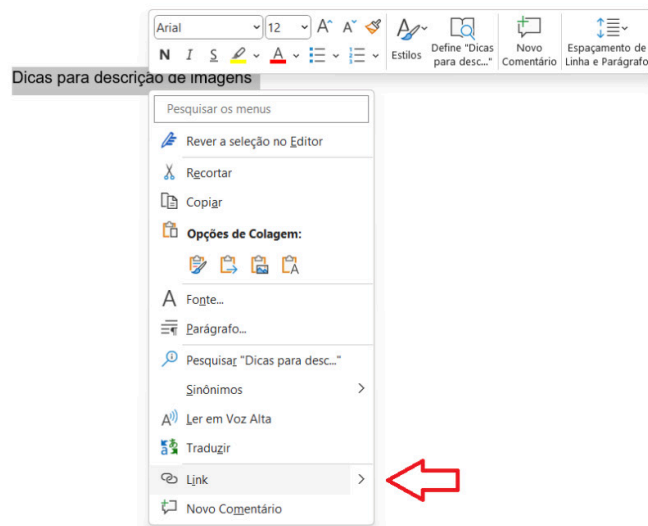 Arial 12 A A
N I S A Estilos Define "Dicas para desc..." Novo Comentário Espaçamento de Linha e Parágrafo
Dicas para descrição de imagens
Pesquisar os menus
Rever a seleção no Editor
Recortar
Copiar
Opções de Colagem:
A
A Fonte...
Parágrafo...
Pesquisar "Dicas para desc..."
Sinônimos
A Ler em Voz Alta
Traduzir
Link
Novo Comentário